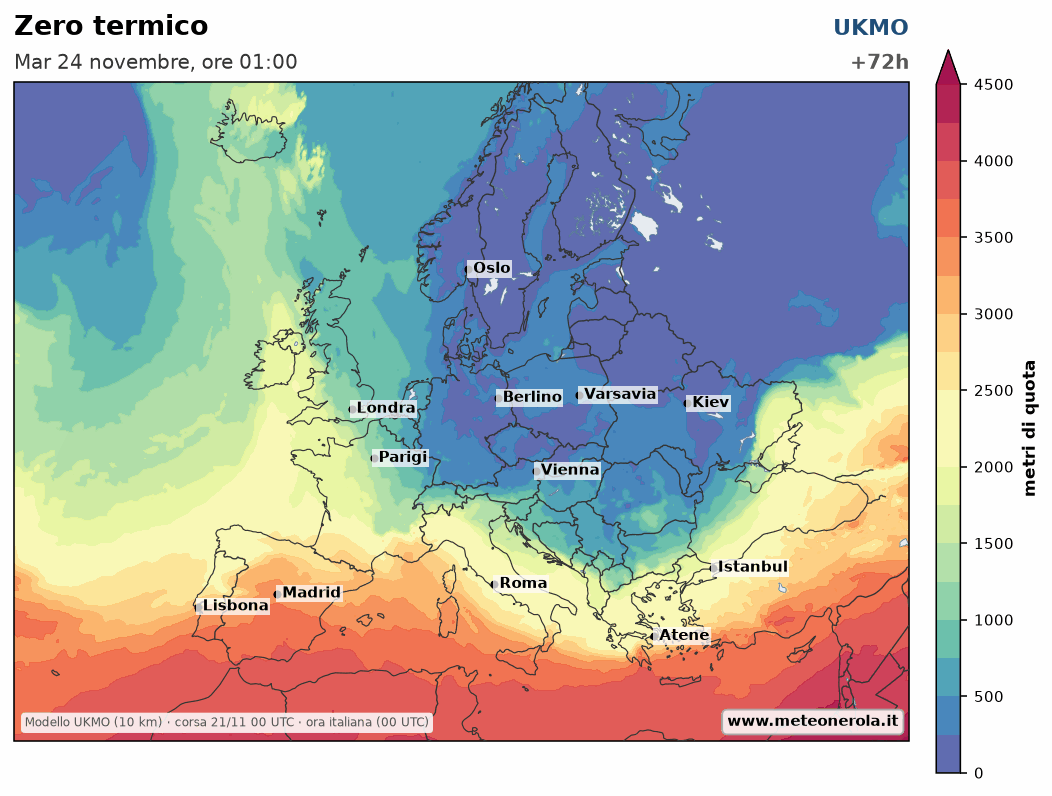 Zero termico
UKMO
Mar 24 novembre, ore 01:00
+72h
4500
4000
3500
3000
2500
2000
1500
1000
500
0
metri di quota
Oslo
Berlino
Varsavia
Kiev
Londra
Parigi
Vienna
Istanbul
Roma
Madrid
Lisbona
Atene
Modello UKMO (10 km) · corsa 21/11 00 UTC · ora italiana (00 UTC)
www.meteonerola.it